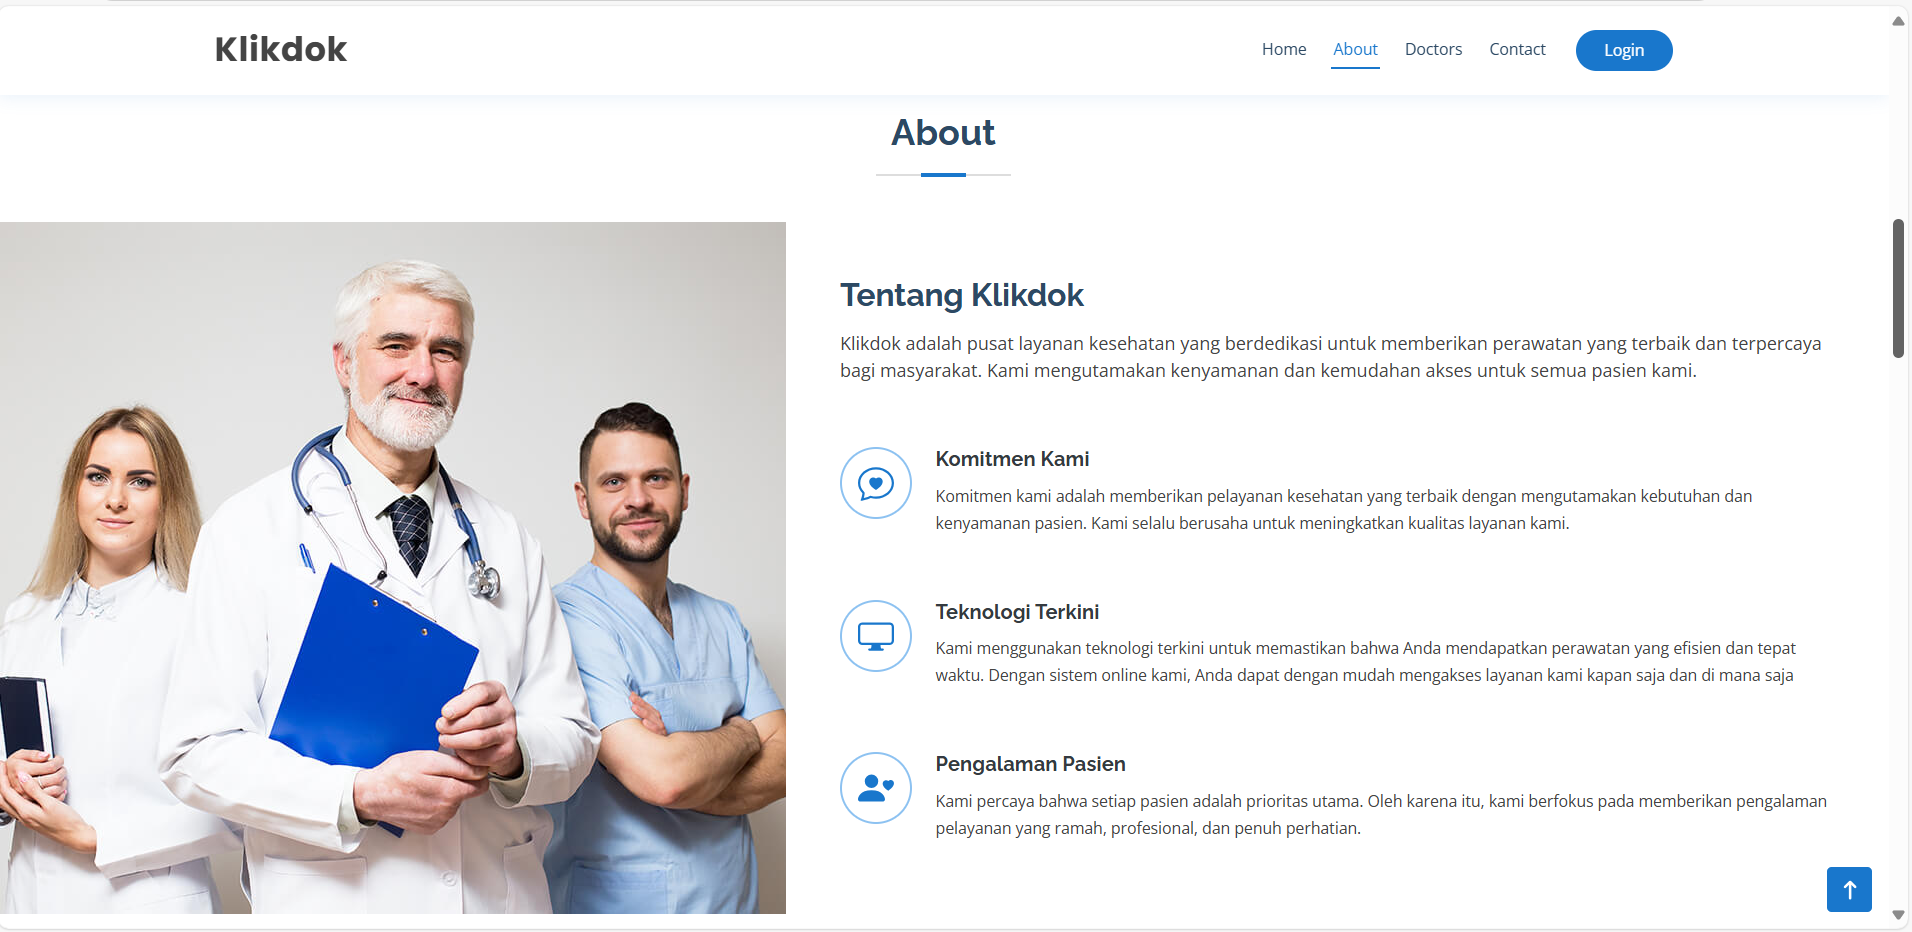 Klikdok
Home About Doctors Contact Login
About
Tentang Klikdok
Klikdok adalah pusat layanan kesehatan yang berdedikasi untuk memberikan perawatan yang terbaik dan terpercaya
bagi masyarakat. Kami mengutamakan kenyamanan dan kemudahan akses untuk semua pasien kami.
Komitmen Kami
Komitmen kami adalah memberikan pelayanan kesehatan yang terbaik dengan mengutamakan kebutuhan dan
kenyamanan pasien. Kami selalu berusaha untuk meningkatkan kualitas layanan kami.
Teknologi Terkini
Kami menggunakan teknologi terkini untuk memastikan bahwa Anda mendapatkan perawatan yang efisien dan tepat
waktu. Dengan sistem online kami, Anda dapat dengan mudah mengakses layanan kami kapan saja dan di mana saja
Pengalaman Pasien
Kami percaya bahwa setiap pasien adalah prioritas utama. Oleh karena itu, kami berfokus pada memberikan pengalaman
pelayanan yang ramah, profesional, dan penuh perhatian.